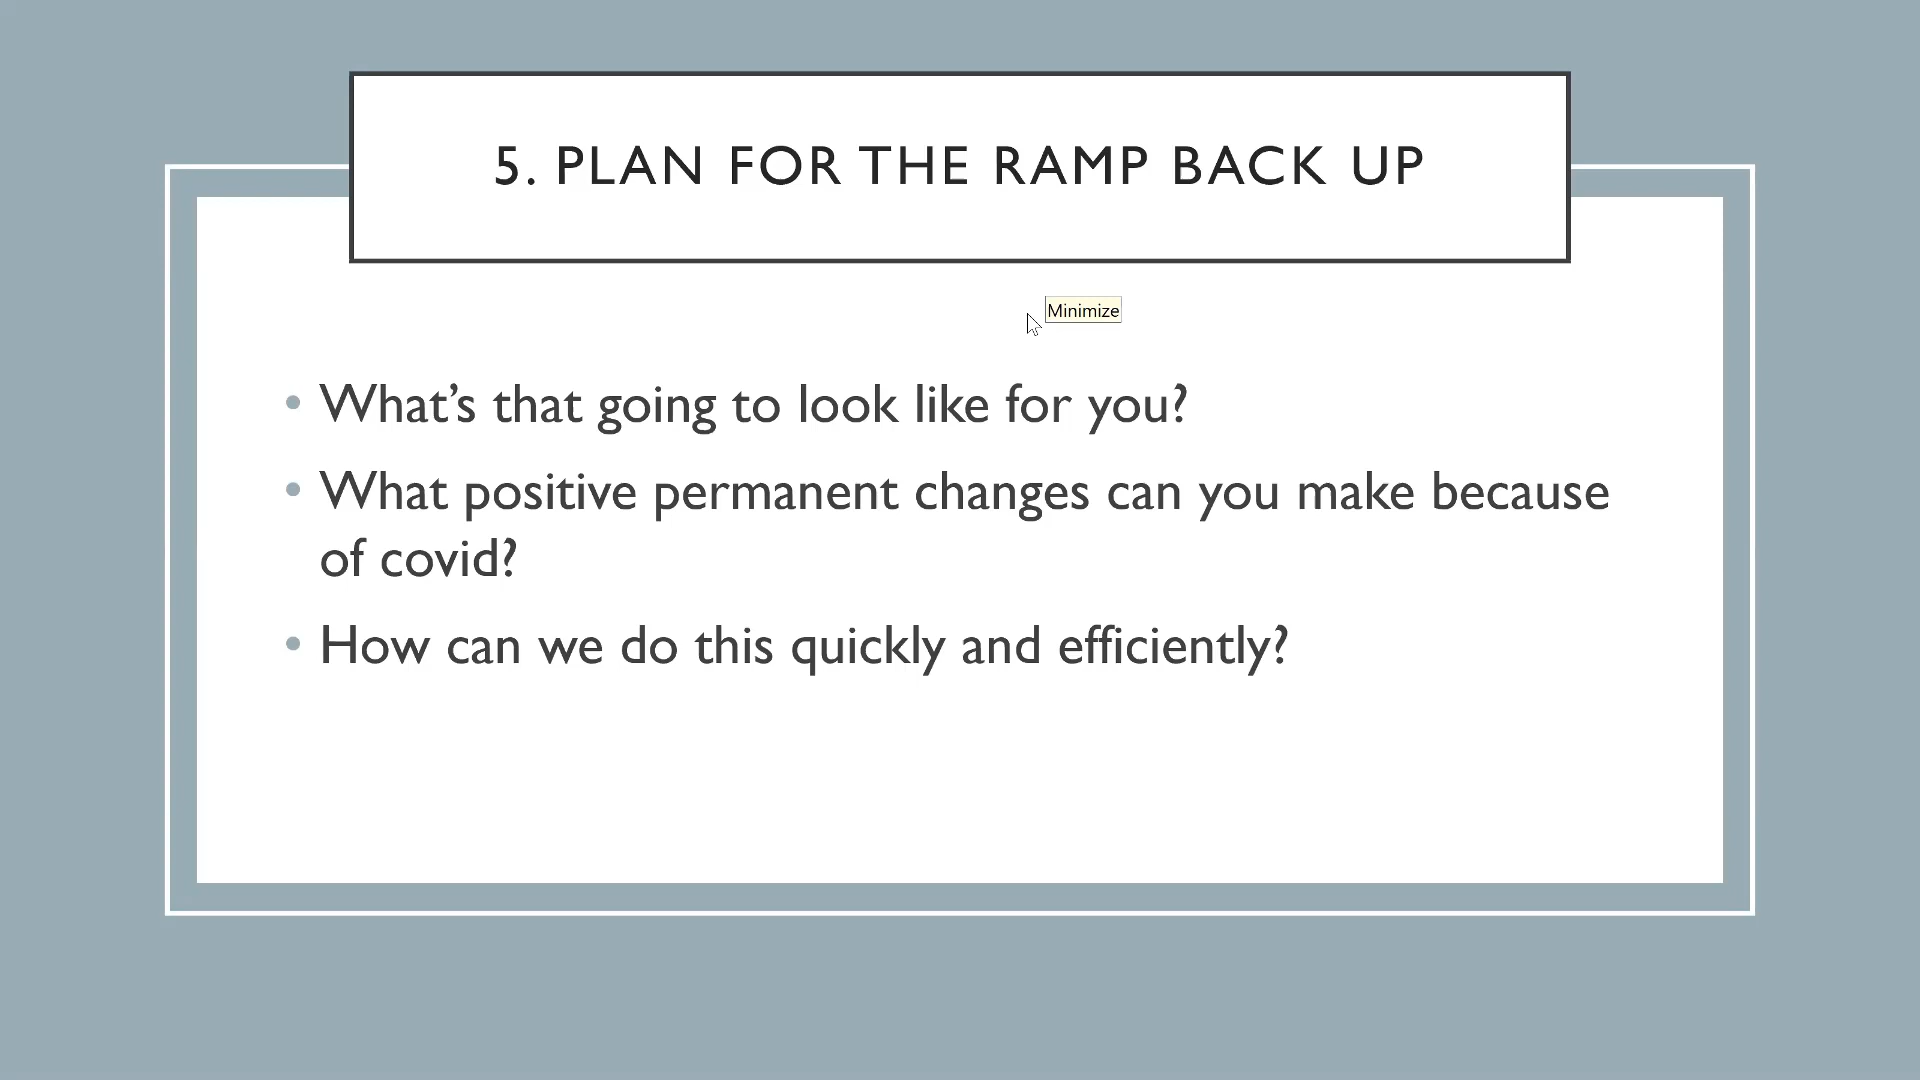 5. PLAN FOR THE RAMP BACK UP
Minimize
• What’s that going to look like for you?
• What positive permanent changes can you make because
of covid?
• How can we do this quickly and efficiently?